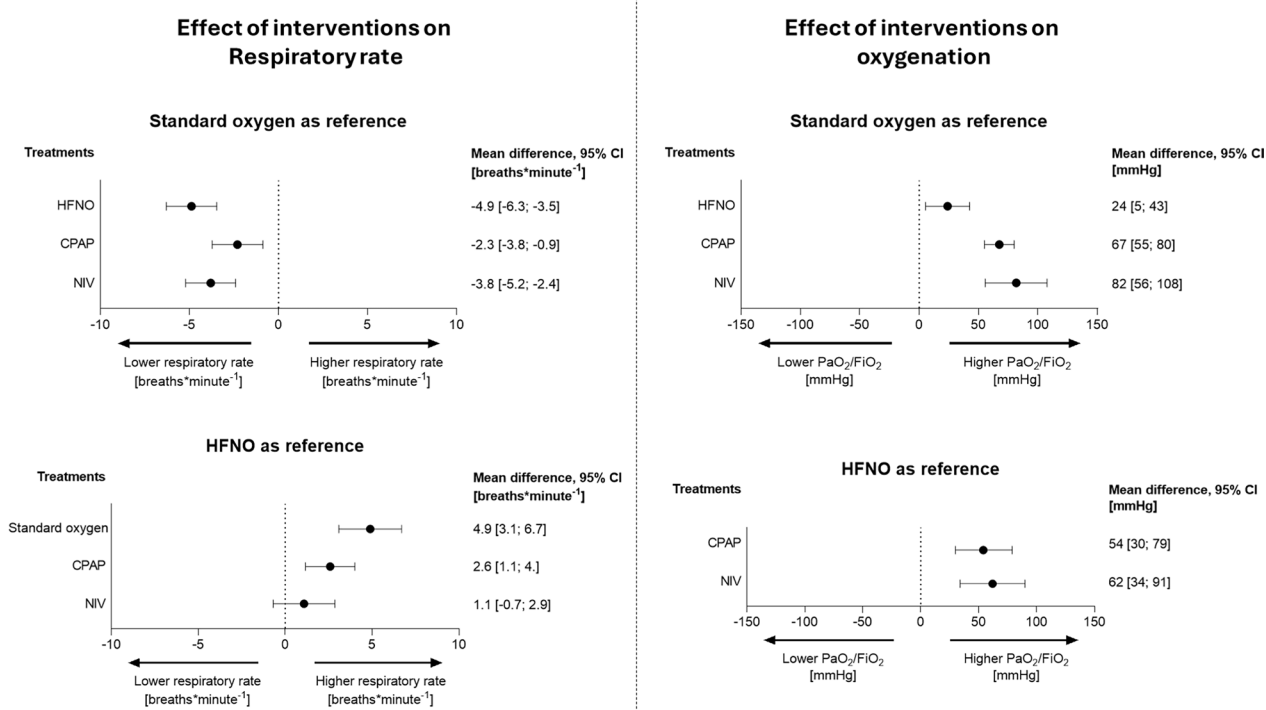 Effect of interventions on
Respiratory rate
Standard oxygen as reference
Treatments
Mean difference, 95% CI
[breaths*minute⁻¹]
HFNO
-4.9 [-6.3; -3.5]
CPAP
-2.3 [-3.8; -0.9]
NIV
-3.8 [-5.2; -2.4]
-10 -5 0 5 10
Lower respiratory rate
[breaths*minute⁻¹]
Higher respiratory rate
[breaths*minute⁻¹]
HFNO as reference
Treatments
Mean difference, 95% CI
[breaths*minute⁻¹]
Standard oxygen
4.9 [3.1; 6.7]
CPAP
2.6 [1.1; 4.]
NIV
1.1 [-0.7; 2.9]
-10 -5 0 5 10
Lower respiratory rate
[breaths*minute⁻¹]
Higher respiratory rate
[breaths*minute⁻¹]
Effect of interventions on
oxygenation
Standard oxygen as reference
Treatments
Mean difference, 95% CI
[mmHg]
HFNO
24 [5; 43]
CPAP
67 [55; 80]
NIV
82 [56; 108]
-150 -100 -50 0 50 100 150
Lower PaO₂/FiO₂
[mmHg]
Higher PaO₂/FiO₂
[mmHg]
HFNO as reference
Treatments
Mean difference, 95% CI
[mmHg]
CPAP
54 [30; 79]
NIV
62 [34; 91]
-150 -100 -50 0 50 100 150
Lower PaO₂/FiO₂
[mmHg]
Higher PaO₂/FiO₂
[mmHg]